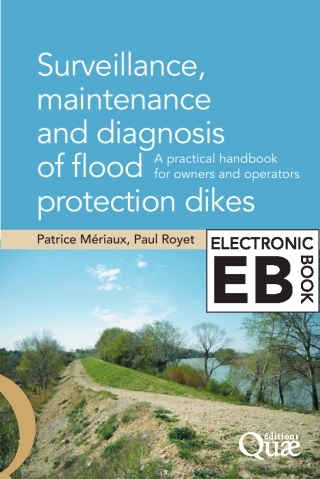 Surveillance,
maintenance
and diagnosis
of flood
A practical handbook
for owners and operators
protection dikes
Patrice Mériaux, Paul Royet
ELECTRONIC
EB
BOOK
éditions
Quæ